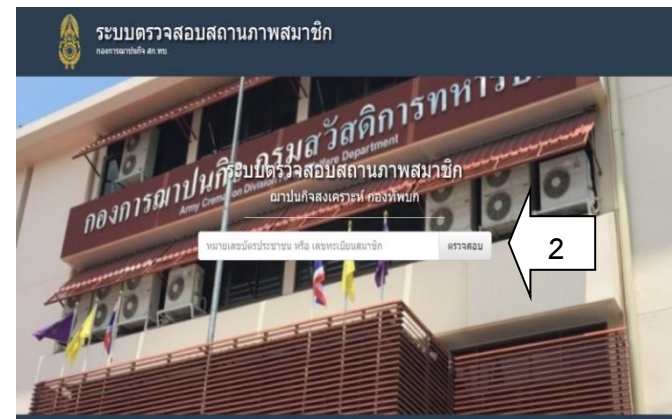 ระบบตรวจสอบสถานภาพสมาชิก
กองการฌาปนกิจ สก.ทบ.
กองการฌาปนกิจ กรมสวัสดิการทหารบก
Army Cremation Division Welfare Department
ระบบตรวจสอบสถานภาพสมาชิก
ฌาปนกิจสงเคราะห์ กองทัพบก
หมายเลขบัตรประชาชน หรือ เลขทะเบียนสมาชิก
ตรวจสอบ
2